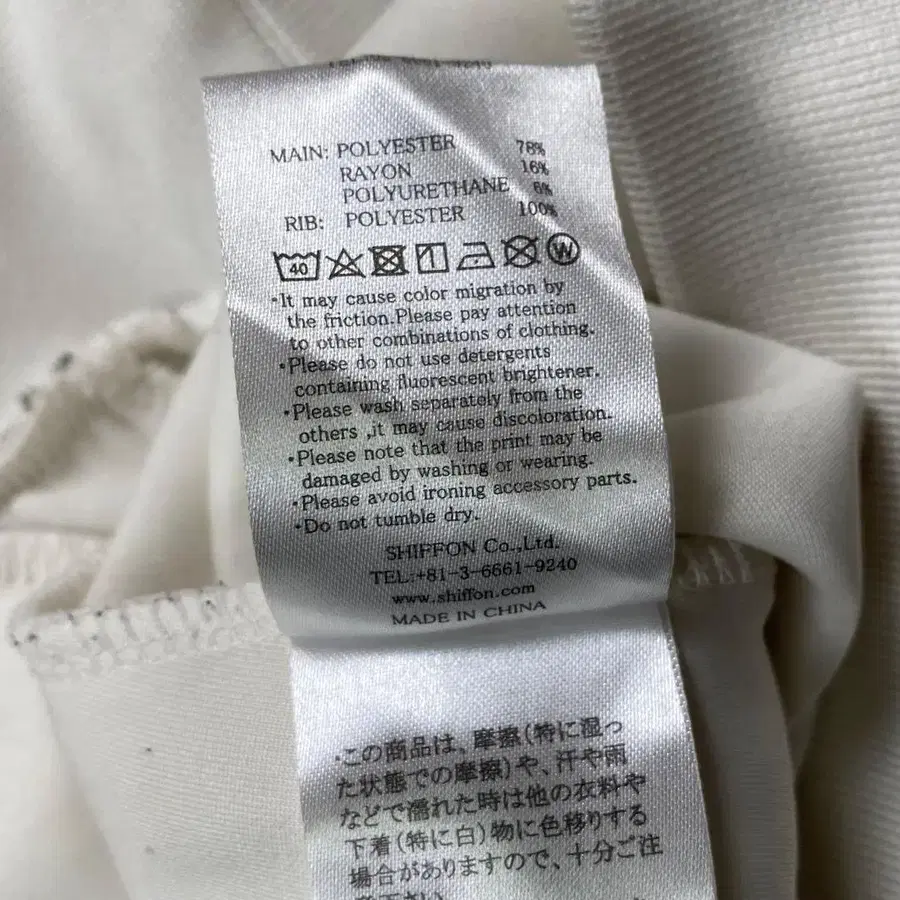 MAIN: POLYESTER 78%
RAYON 16%
POLYURETHANE 6%
RIB: POLYESTER 100%
40 W
·It may cause color migration by
the friction.Please pay attention
to other combinations of clothing.
·Please do not use detergents
containing fluorescent brightener.
·Please wash separately from the
others ,it may cause discoloration.
·Please note that the print may be
damaged by washing or wearing.
·Please avoid ironing accessory parts.
·Do not tumble dry.
SHIFFON Co.,Ltd.
TEL:+81-3-6661-9240
www.shiffon.com
MADE IN CHINA
·この商品は、摩擦(特に湿っ
た状態での摩擦)や、汗や雨
などで濡れた時は他の衣料や
下着(特に白)物に色移りする
場合がありますので、十分ご注